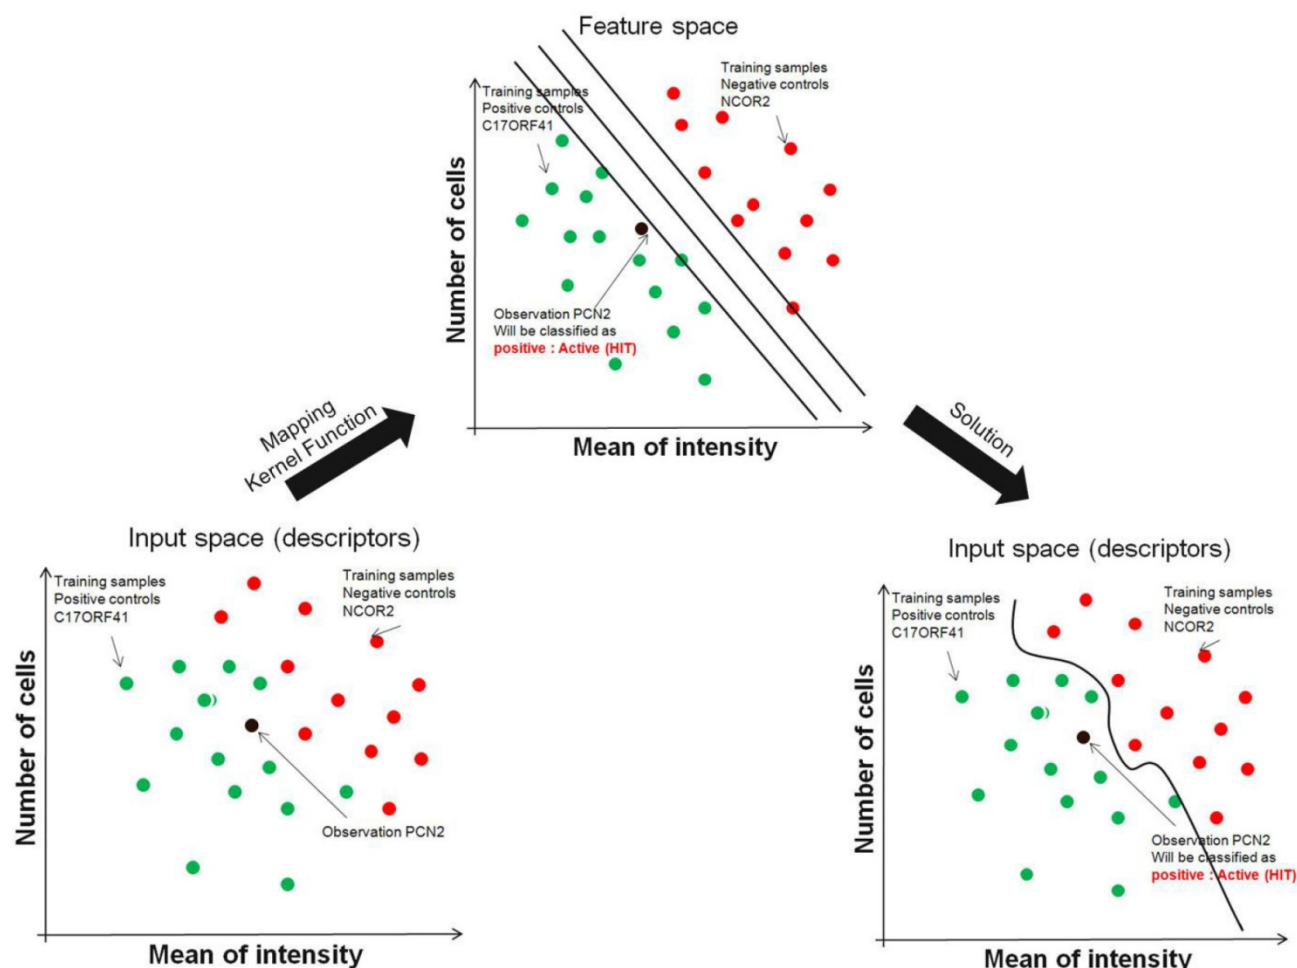 Feature space
Training samples
Positive controls
C17ORF41
Training samples
Negative controls
NCOR2
Number of cells
Observation PCN2
Will be classified as
positive : Active (HIT)
Mean of intensity
Mapping
Kernel Function
Solution
Input space (descriptors)
Training samples
Positive controls
C17ORF41
Training samples
Negative controls
NCOR2
Number of cells
Observation PCN2
Mean of intensity
Input space (descriptors)
Training samples
Positive controls
C17ORF41
Training samples
Negative controls
NCOR2
Number of cells
Observation PCN2
Will be classified as
positive : Active (HIT)
Mean of intensity